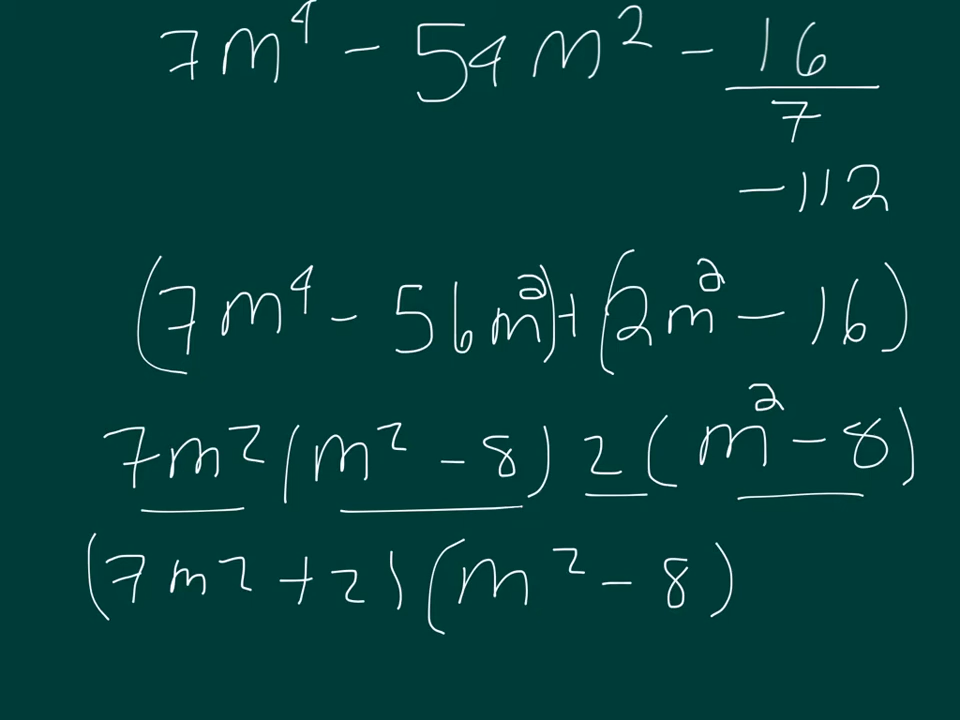 7m⁴ - 54m² - 16
7
-112
(7m⁴ - 56m²) + (2m² - 16)
7m² (m² - 8) 2 (m² - 8)
(7m² + 2) (m² - 8)